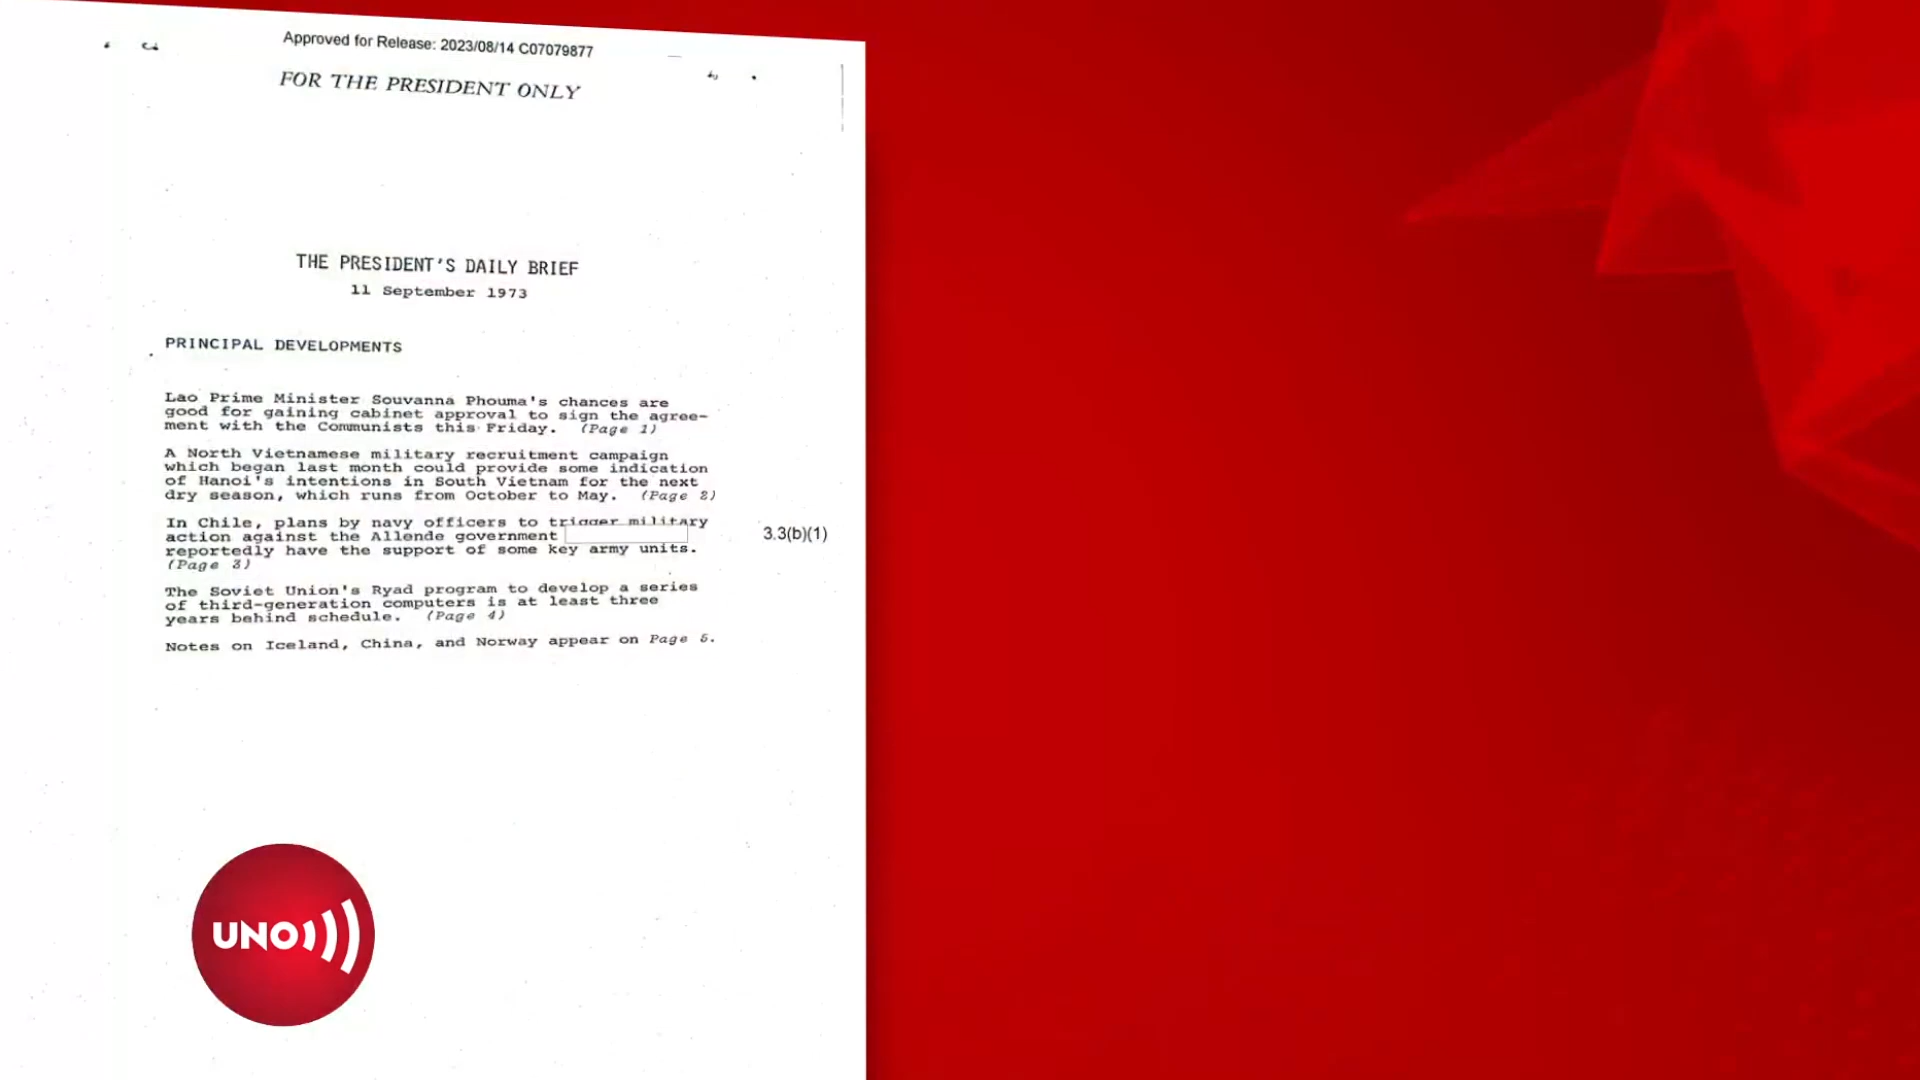 Approved for Release: 2023/08/14 C07079877
FOR THE PRESIDENT ONLY
THE PRESIDENT'S DAILY BRIEF
11 September 1973
PRINCIPAL DEVELOPMENTS
Lao Prime Minister Souvanna Phouma's chances are
good for gaining cabinet approval to sign the agree-
ment with the Communists this Friday. (Page 1)
A North Vietnamese military recruitment campaign
which began last month could provide some indication
of Hanoi's intentions in South Vietnam for the next
dry season, which runs from October to May. (Page 2)
In Chile, plans by navy officers to trigger military
action against the Allende government
3.3(b)(1)
reportedly have the support of some key army units.
(Page 3)
The Soviet Union's Ryad program to develop a series
of third-generation computers is at least three
years behind schedule. (Page 4)
Notes on Iceland, China, and Norway appear on Page 5.
UNO